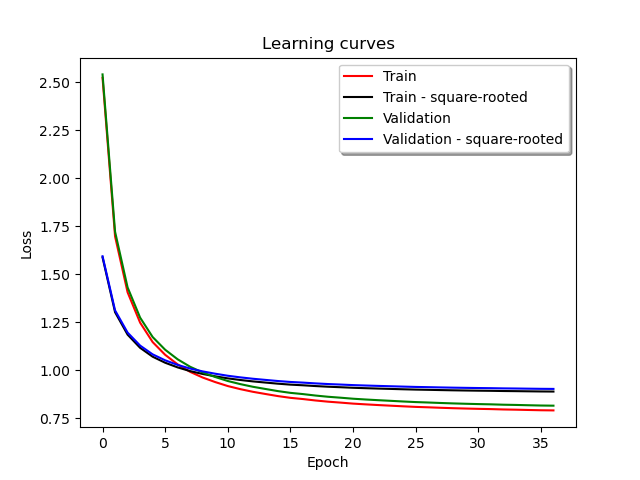 Learning curves
Train
Train - square-rooted
Validation
Validation - square-rooted
Loss
2.50
2.25
2.00
1.75
1.50
1.25
1.00
0.75
0 5 10 15 20 25 30 35
Epoch